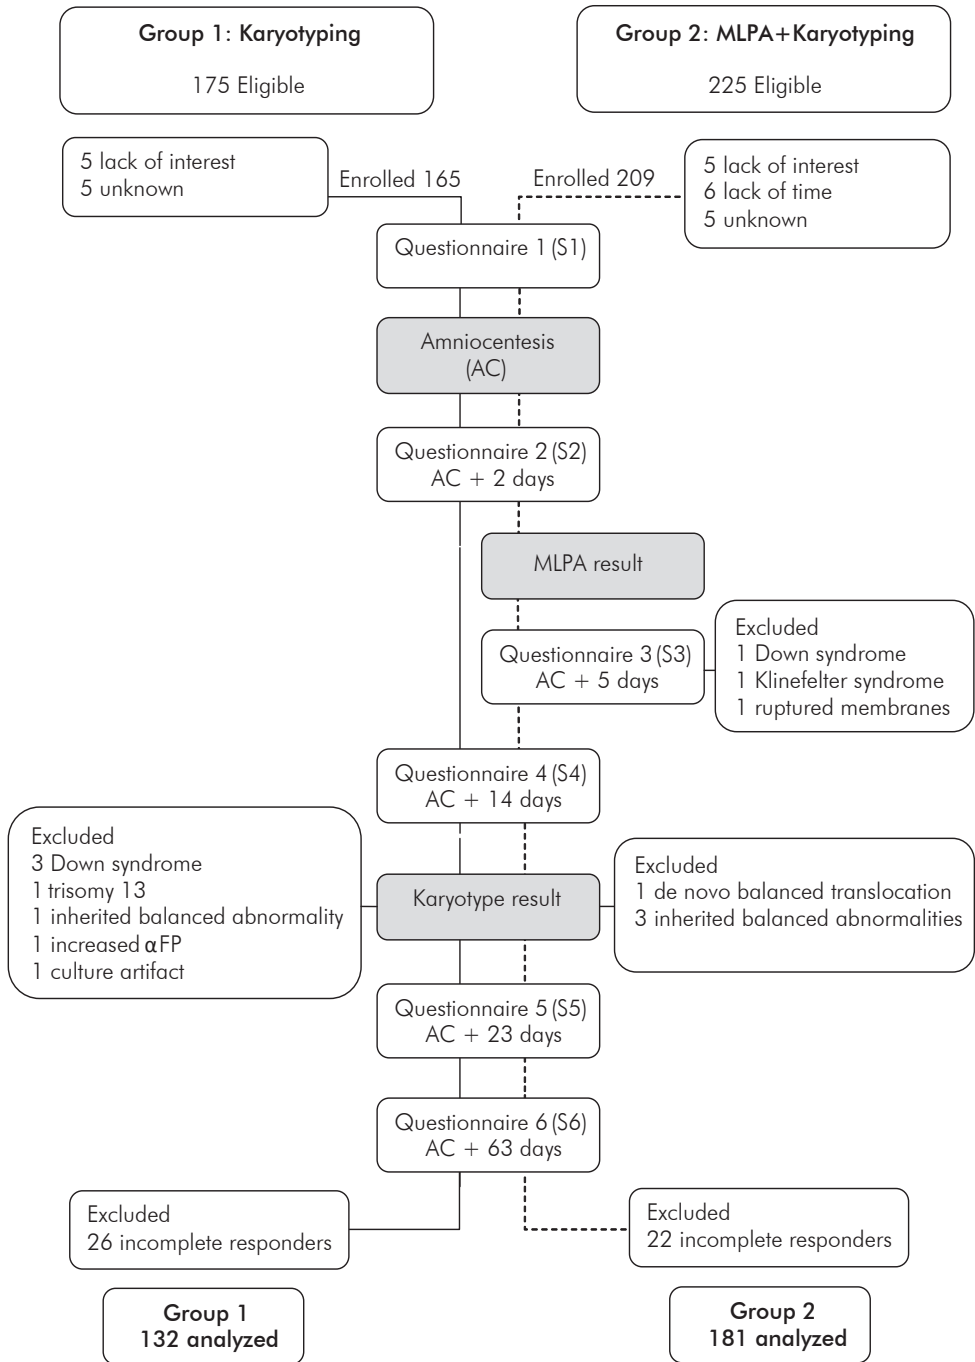 Group 1: Karyotyping
175 Eligible
Group 2: MLPA+Karyotyping
225 Eligible
5 lack of interest
5 unknown
Enrolled 165
Enrolled 209
5 lack of interest
6 lack of time
5 unknown
Questionnaire 1 (S1)
Amniocentesis
(AC)
Questionnaire 2 (S2)
AC + 2 days
MLPA result
Questionnaire 3 (S3)
AC + 5 days
Excluded
1 Down syndrome
1 Klinefelter syndrome
1 ruptured membranes
Questionnaire 4 (S4)
AC + 14 days
Excluded
3 Down syndrome
1 trisomy 13
1 inherited balanced abnormality
1 increased αFP
1 culture artifact
Karyotype result
Excluded
1 de novo balanced translocation
3 inherited balanced abnormalities
Questionnaire 5 (S5)
AC + 23 days
Questionnaire 6 (S6)
AC + 63 days
Excluded
26 incomplete responders
Excluded
22 incomplete responders
Group 1
132 analyzed
Group 2
181 analyzed